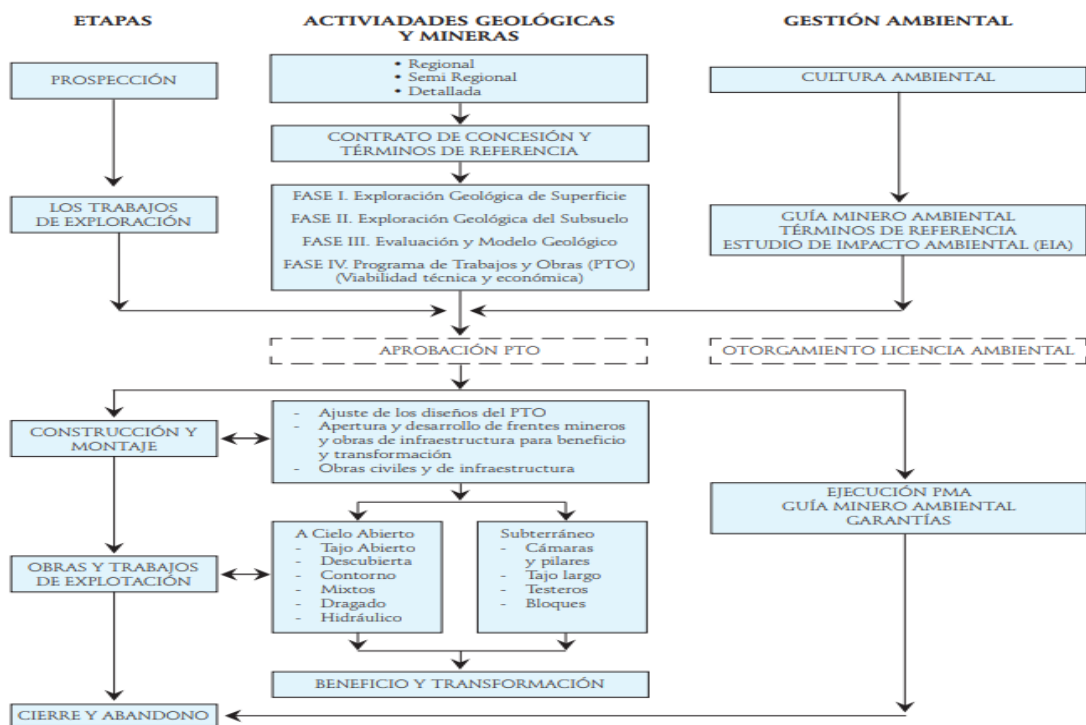 ETAPAS
ACTIVIADADES GEOLÓGICAS
Y MINERAS
GESTIÓN AMBIENTAL
PROSPECCIÓN
• Regional
• Semi Regional
• Detallada
CULTURA AMBIENTAL
CONTRATO DE CONCESIÓN Y
TÉRMINOS DE REFERENCIA
LOS TRABAJOS
DE EXPLORACIÓN
FASE I. Exploración Geológica de Superficie
FASE II. Exploración Geológica del Subsuelo
FASE III. Evaluación y Modelo Geológico
FASE IV. Programa de Trabajos y Obras (PTO)
(Viabilidad técnica y económica)
GUÍA MINERO AMBIENTAL
TÉRMINOS DE REFERENCIA
ESTUDIO DE IMPACTO AMBIENTAL (EIA)
APROBACIÓN PTO
OTORGAMIENTO LICENCIA AMBIENTAL
CONSTRUCCIÓN Y
MONTAJE
- Ajuste de los diseños del PTO
- Apertura y desarrollo de frentes mineros
y obras de infraestructura para beneficio
y transformación
- Obras civiles y de infraestructura
EJECUCIÓN PMA
GUÍA MINERO AMBIENTAL
GARANTÍAS
OBRAS Y TRABAJOS
DE EXPLOTACIÓN
A Cielo Abierto
- Tajo Abierto
- Descubierta
- Contorno
- Mixtos
- Dragado
- Hidráulico
Subterráneo
- Cámaras
y pilares
- Tajo largo
- Testeros
- Bloques
BENEFICIO Y TRANSFORMACIÓN
CIERRE Y ABANDONO